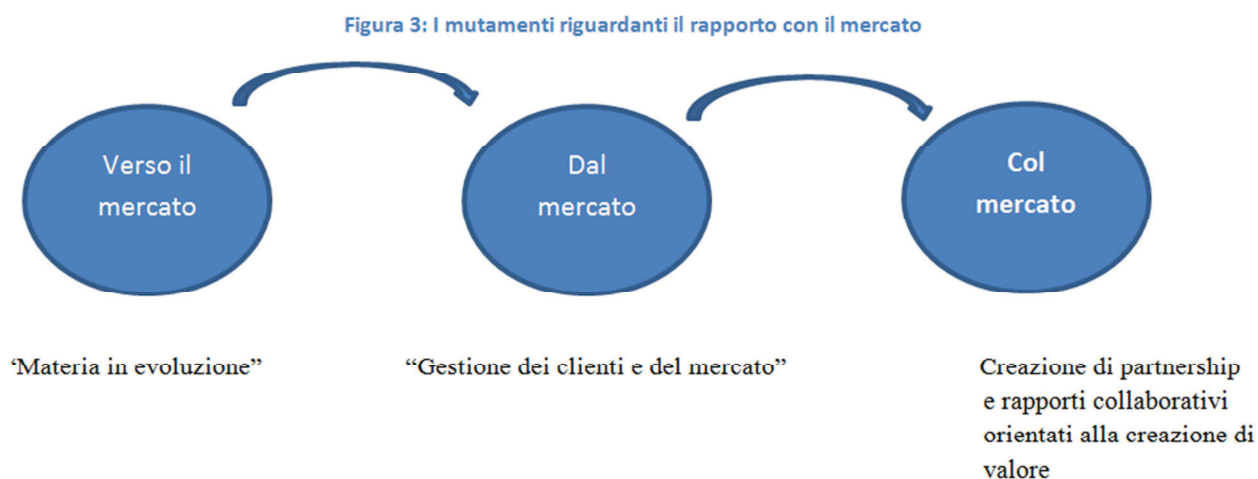 Figura 3: I mutamenti riguardanti il rapporto con il mercato
Verso il
mercato
Dal
mercato
Col
mercato
‘Materia in evoluzione”
“Gestione dei clienti e del mercato”
Creazione di partnership
e rapporti collaborativi
orientati alla creazione di
valore